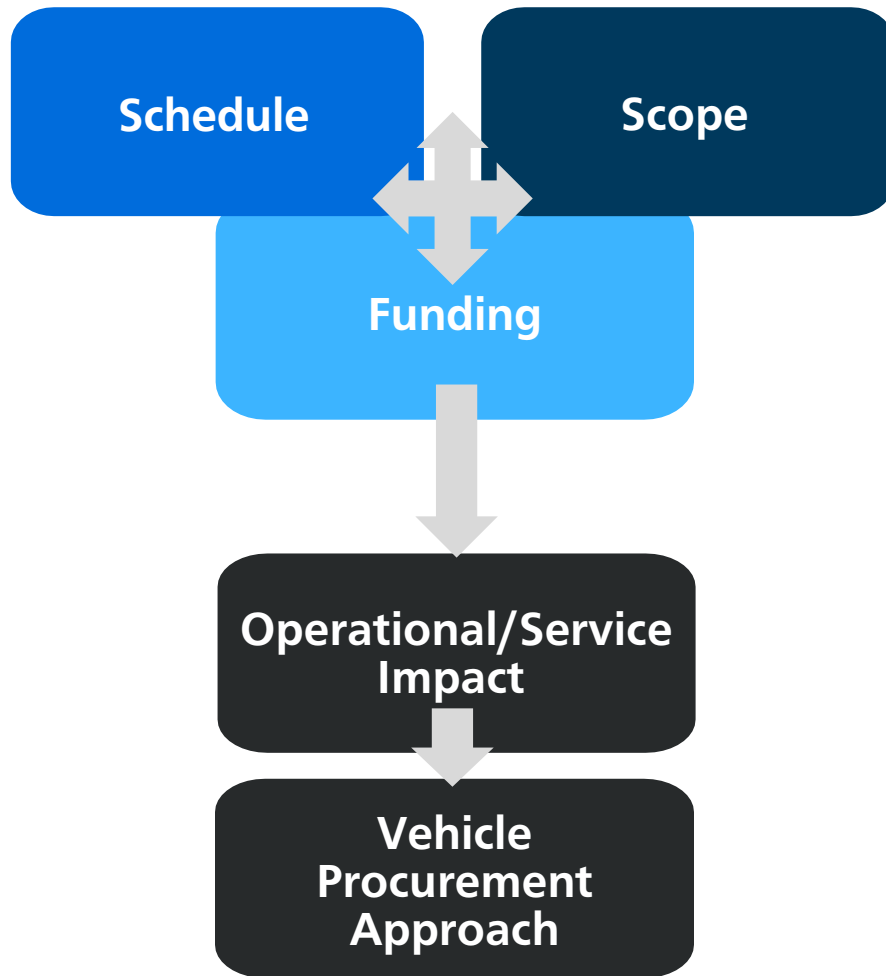 Schedule
Scope
Funding
Operational/Service
Impact
Vehicle
Procurement
Approach